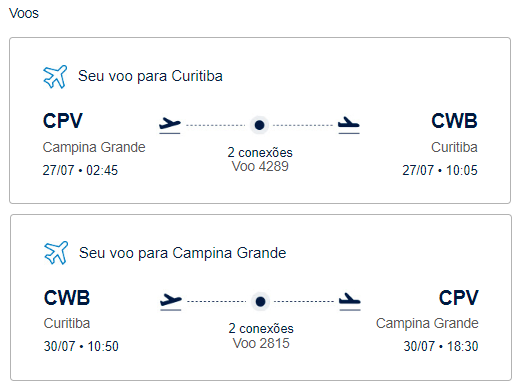 Voos
Seu voo para Curitiba
CPV CWB
Campina Grande Curitiba
2 conexões
Voo 4289
27/07 • 02:45 27/07 • 10:05
Seu voo para Campina Grande
CWB CPV
Curitiba Campina Grande
2 conexões
Voo 2815
30/07 • 10:50 30/07 • 18:30